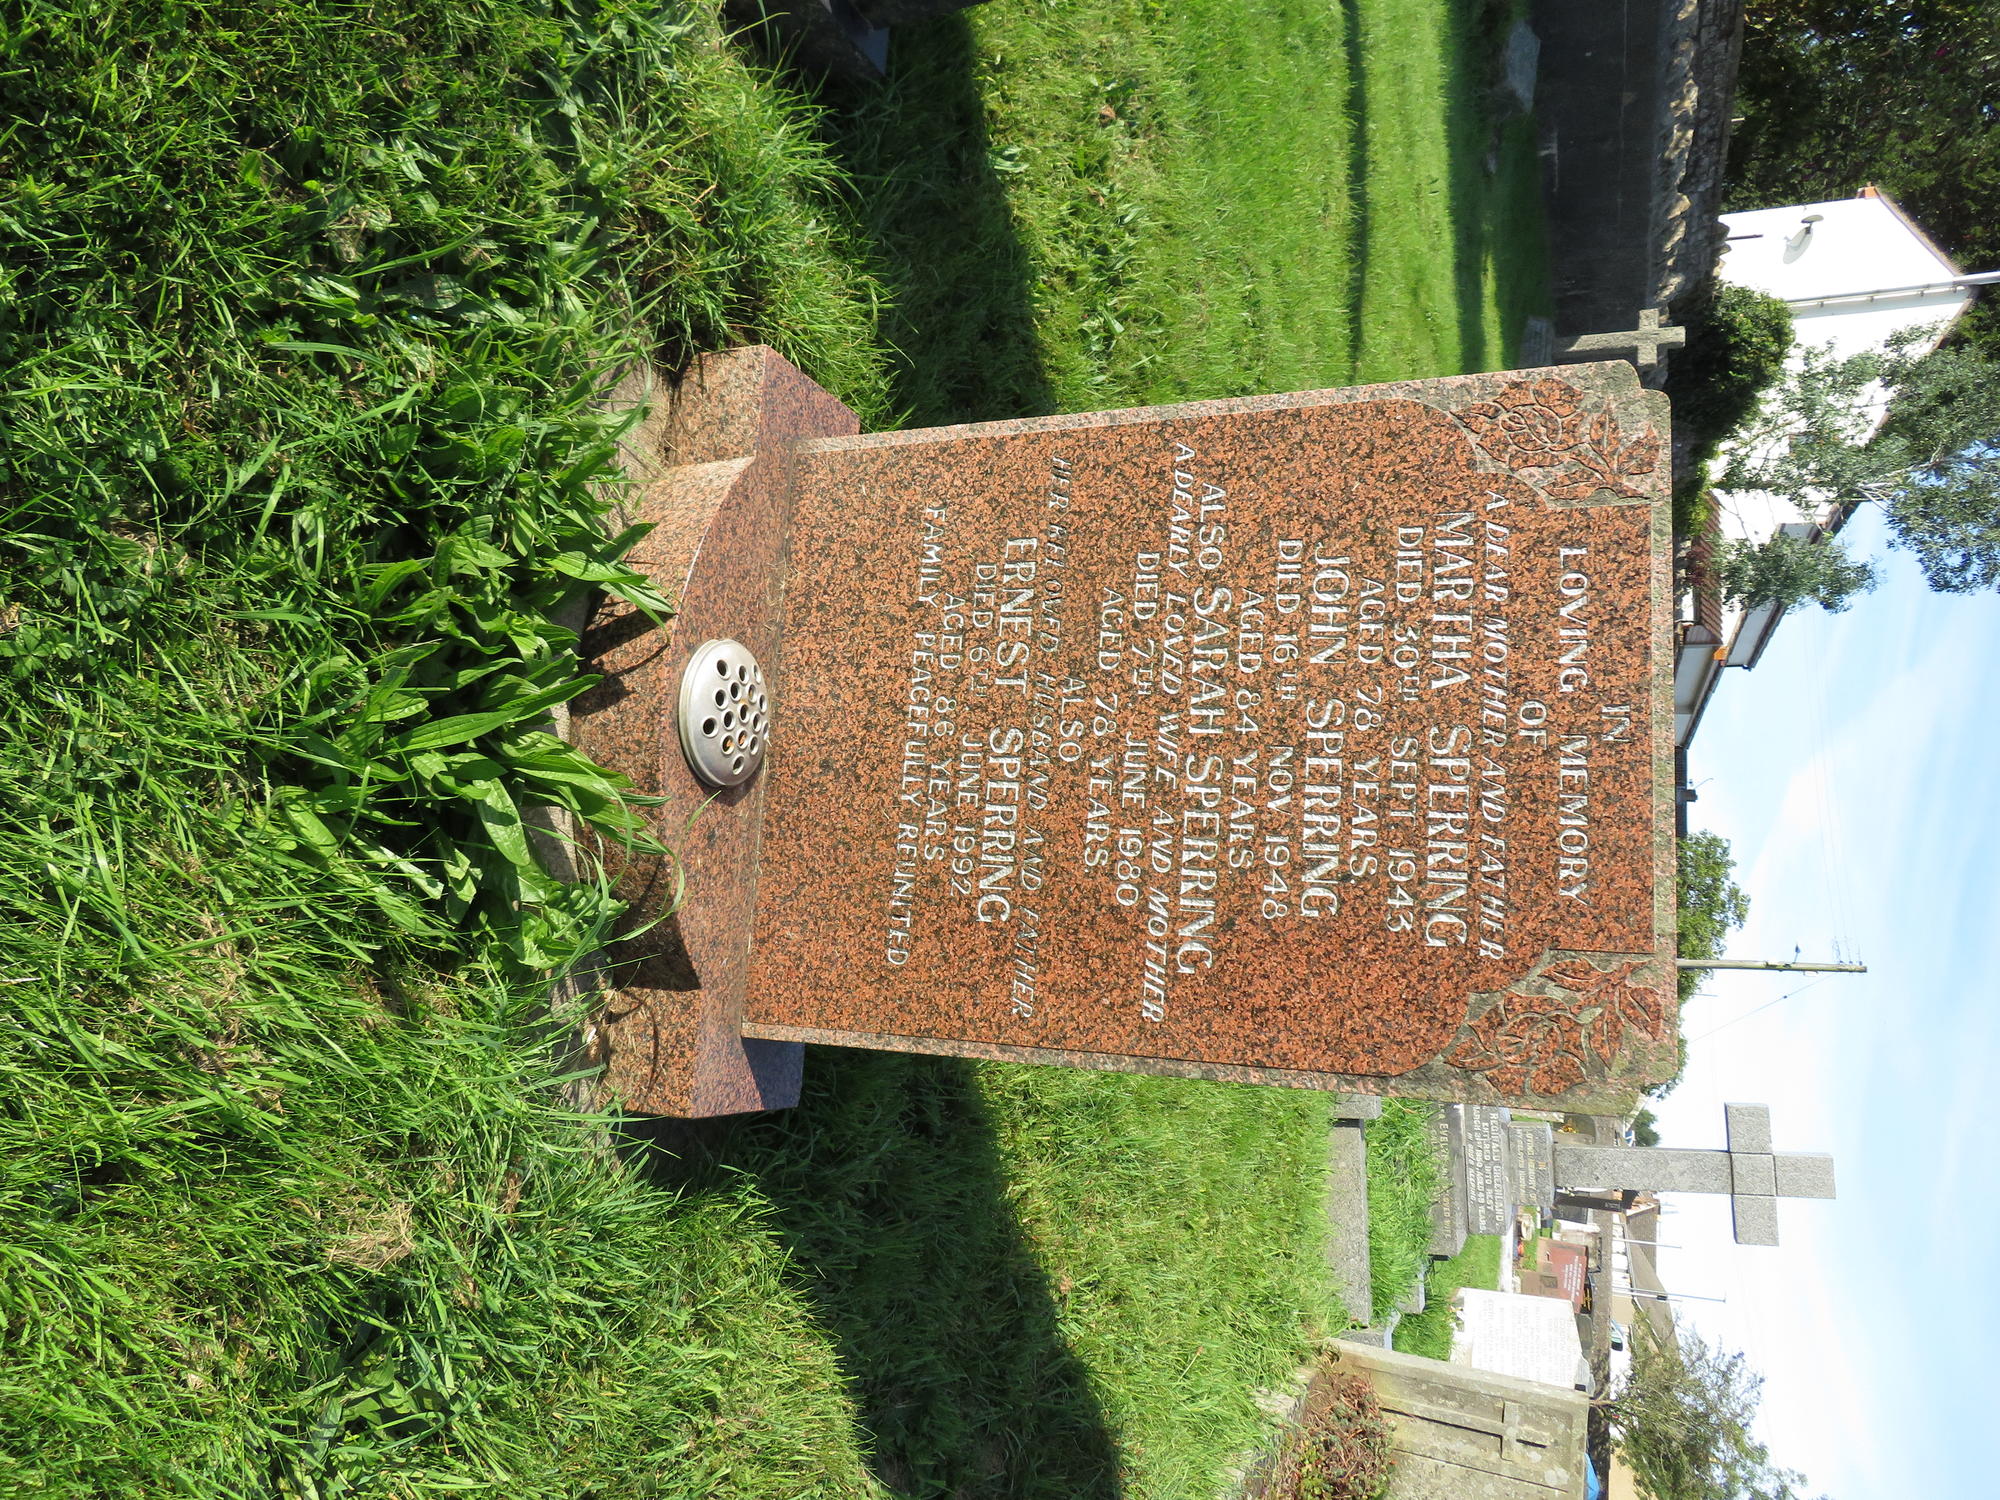 IN
LOVING MEMORY
OF
A DEAR MOTHER AND FATHER
MARTHA SPERRING
DIED 30TH SEPT 1943
AGED 78 YEARS,
JOHN SPERRING
DIED 16TH NOV 1948
AGED 84 YEARS.
ALSO SARAH SPERRING
A DEARLY LOVED WIFE AND MOTHER
DIED 7TH JUNE 1980
AGED 78 YEARS.
ALSO
HER BELOVED HUSBAND AND FATHER
ERNEST SPERRING
DIED 6TH JUNE 1992
AGED 86 YEARS
FAMILY PEACEFULLY REUNITED